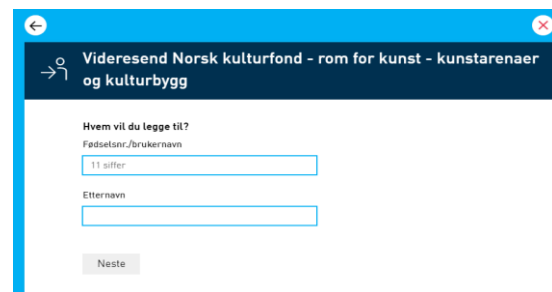 Videresend Norsk kulturfond - rom for kunst - kunstarenaer
og kulturbygg
Hvem vil du legge til?
Fødselsnr./brukernavn
11 siffer
Etternavn
Neste